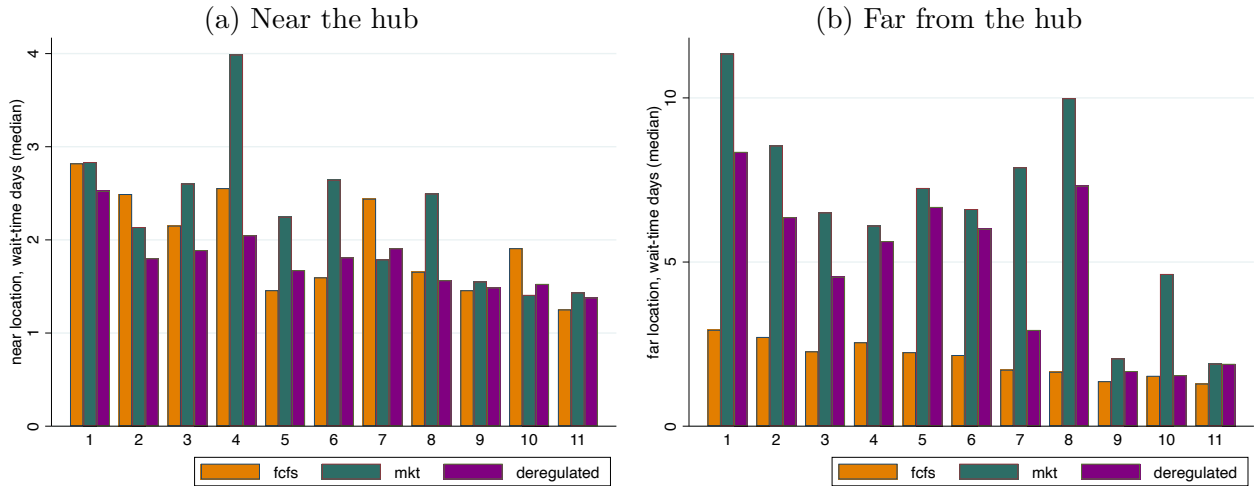 (a) Near the hub
near location, wait-time days (median)
4
3
2
1
0
1 2 3 4 5 6 7 8 9 10 11
fcfs mkt deregulated
(b) Far from the hub
far location, wait-time days (median)
10
5
0
1 2 3 4 5 6 7 8 9 10 11
fcfs mkt deregulated